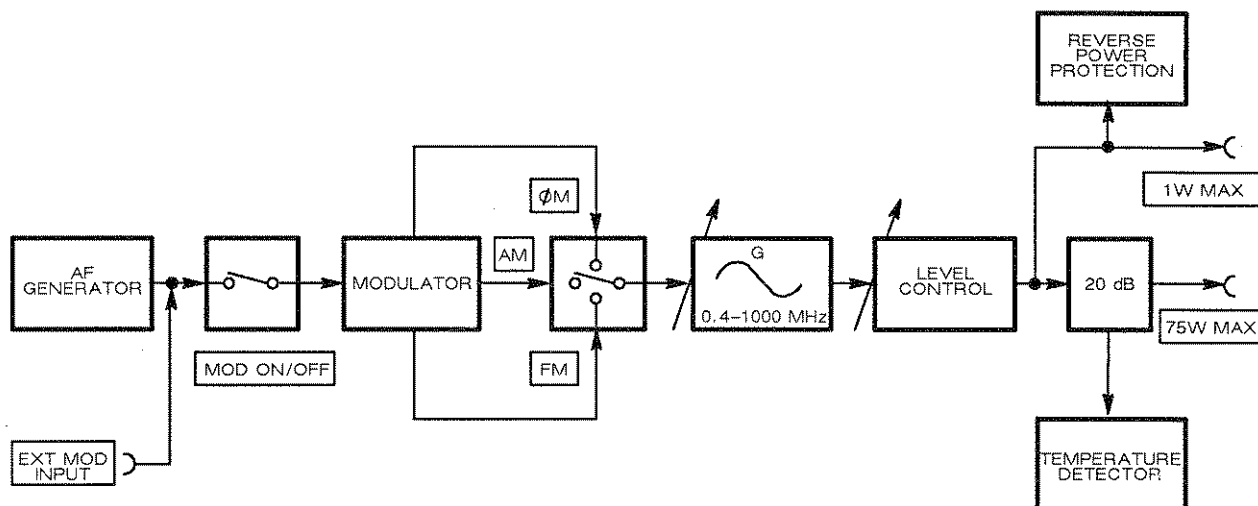 REVERSE
POWER
PROTECTION
1W MAX
ØM
AM
AF
GENERATOR
MODULATOR
G
0.4–1000 MHz
LEVEL
CONTROL
20 dB
75W MAX
MOD ON/OFF
FM
EXT MOD
INPUT
TEMPERATURE
DETECTOR